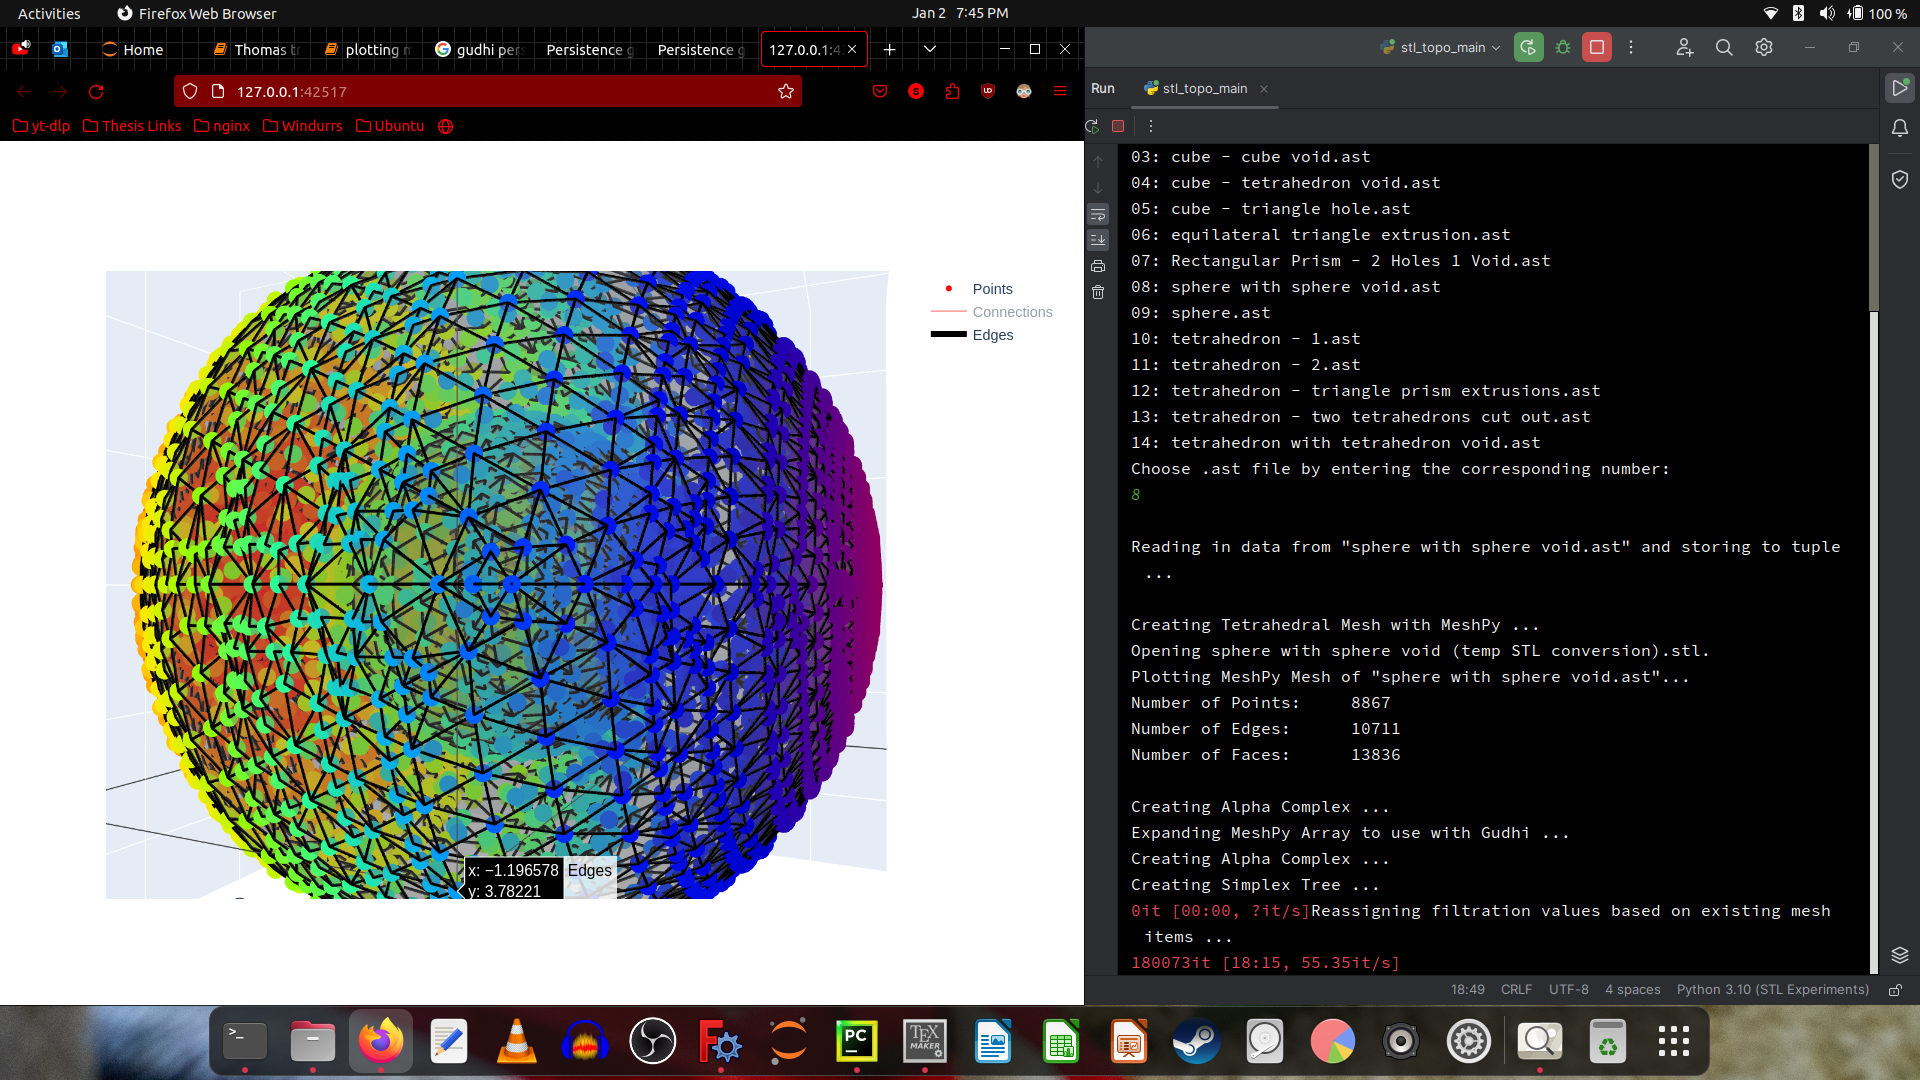 Activities
Firefox Web Browser
Jan 2 7:45 PM
100 %
Home
Thomas tr
plotting m
gudhi pers
Persistence g
Persistence g
127.0.0.1:4
127.0.0.1:42517
yt-dlp
Thesis Links
nginx
Windurrs
Ubuntu
Points
Connections
Edges
x: −1.196578
y: 3.78221
Edges
stl_topo_main
Run
stl_topo_main
03: cube - cube void.ast
04: cube - tetrahedron void.ast
05: cube - triangle hole.ast
06: equilateral triangle extrusion.ast
07: Rectangular Prism - 2 Holes 1 Void.ast
08: sphere with sphere void.ast
09: sphere.ast
10: tetrahedron - 1.ast
11: tetrahedron - 2.ast
12: tetrahedron - triangle prism extrusions.ast
13: tetrahedron - two tetrahedrons cut out.ast
14: tetrahedron with tetrahedron void.ast
Choose .ast file by entering the corresponding number:
8
Reading in data from "sphere with sphere void.ast" and storing to tuple
...
Creating Tetrahedral Mesh with MeshPy ...
Opening sphere with sphere void (temp STL conversion).stl.
Plotting MeshPy Mesh of "sphere with sphere void.ast"...
Number of Points: 8867
Number of Edges: 10711
Number of Faces: 13836
Creating Alpha Complex ...
Expanding MeshPy Array to use with Gudhi ...
Creating Alpha Complex ...
Creating Simplex Tree ...
0it [00:00, ?it/s]Reassigning filtration values based on existing mesh
items ...
180073it [18:15, 55.35it/s]
18:49 CRLF UTF-8 4 spaces Python 3.10 (STL Experiments)
PC
TEX
MAKER